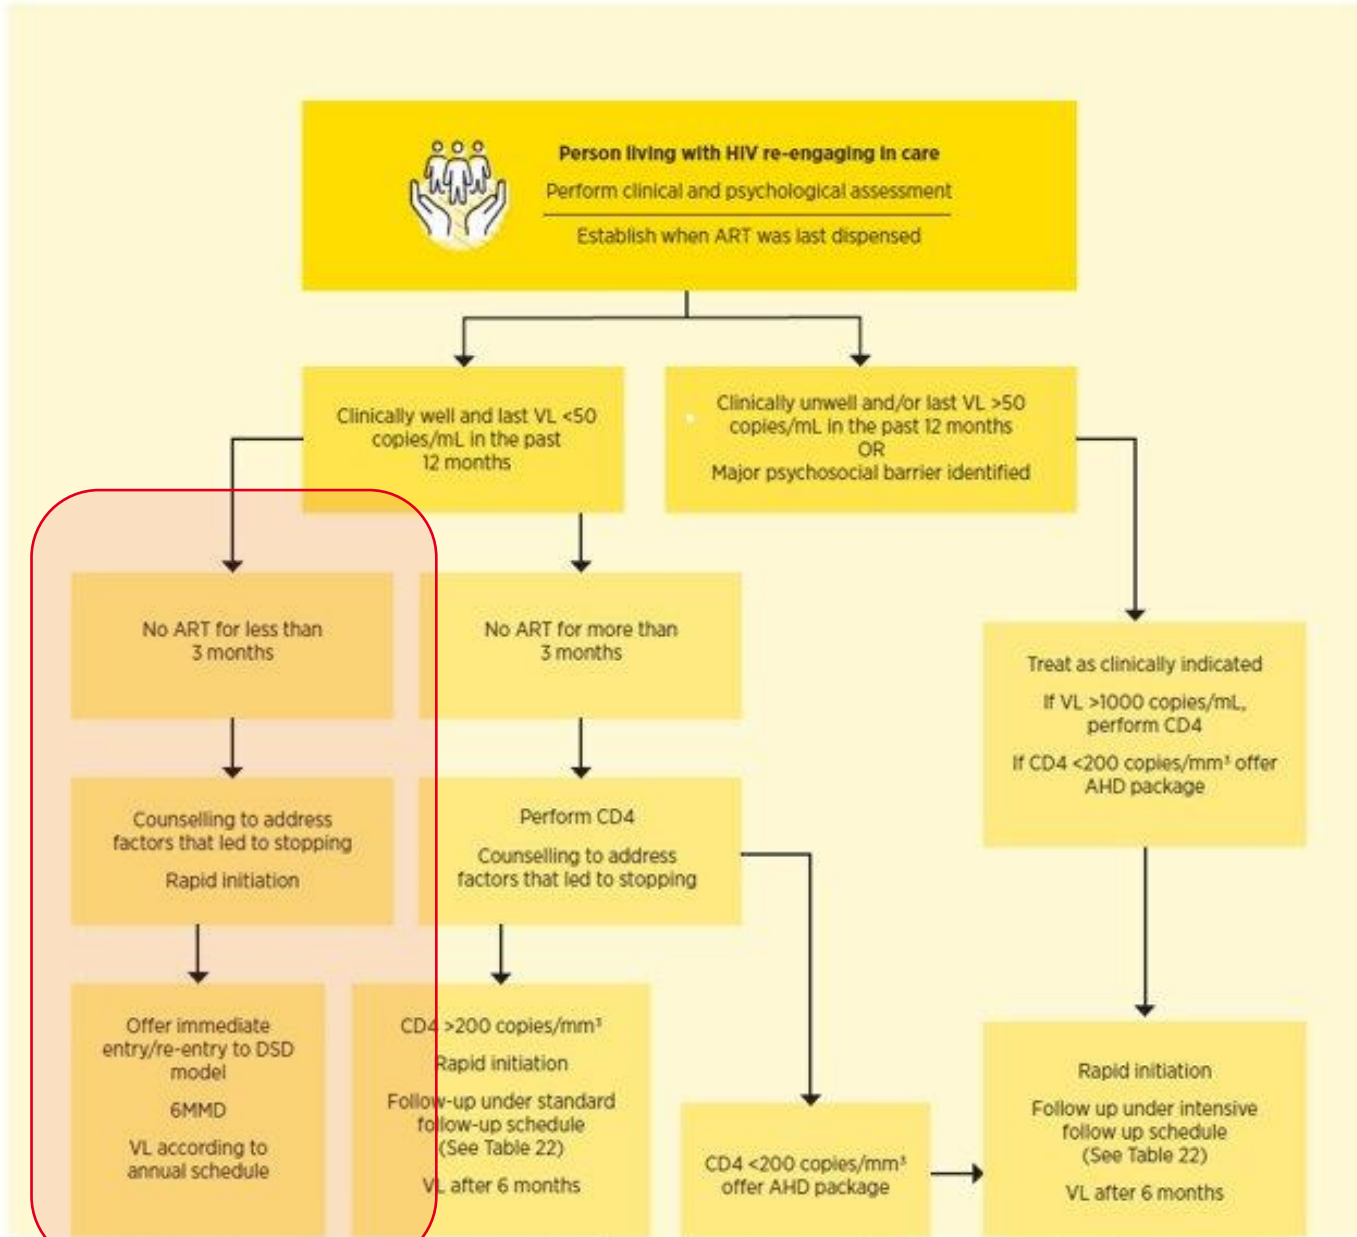 Person living with HIV re-engaging in care
Perform clinical and psychological assessment
Establish when ART was last dispensed
Clinically well and last VL <50
copies/mL in the past
12 months
Clinically unwell and/or last VL >50
copies/mL in the past 12 months
OR
Major psychosocial barrier identified
No ART for less than
3 months
No ART for more than
3 months
Treat as clinically indicated
If VL >1000 copies/mL,
perform CD4
If CD4 <200 copies/mm³ offer
AHD package
Counselling to address
factors that led to stopping
Rapid initiation
Perform CD4
Counselling to address
factors that led to stopping
Offer immediate
entry/re-entry to DSD
model
6MMD
VL according to
annual schedule
CD4 >200 copies/mm³
Rapid initiation
Follow-up under standard
follow-up schedule
(See Table 22)
VL after 6 months
CD4 <200 copies/mm³
offer AHD package
Rapid initiation
Follow up under intensive
follow up schedule
(See Table 22)
VL after 6 months